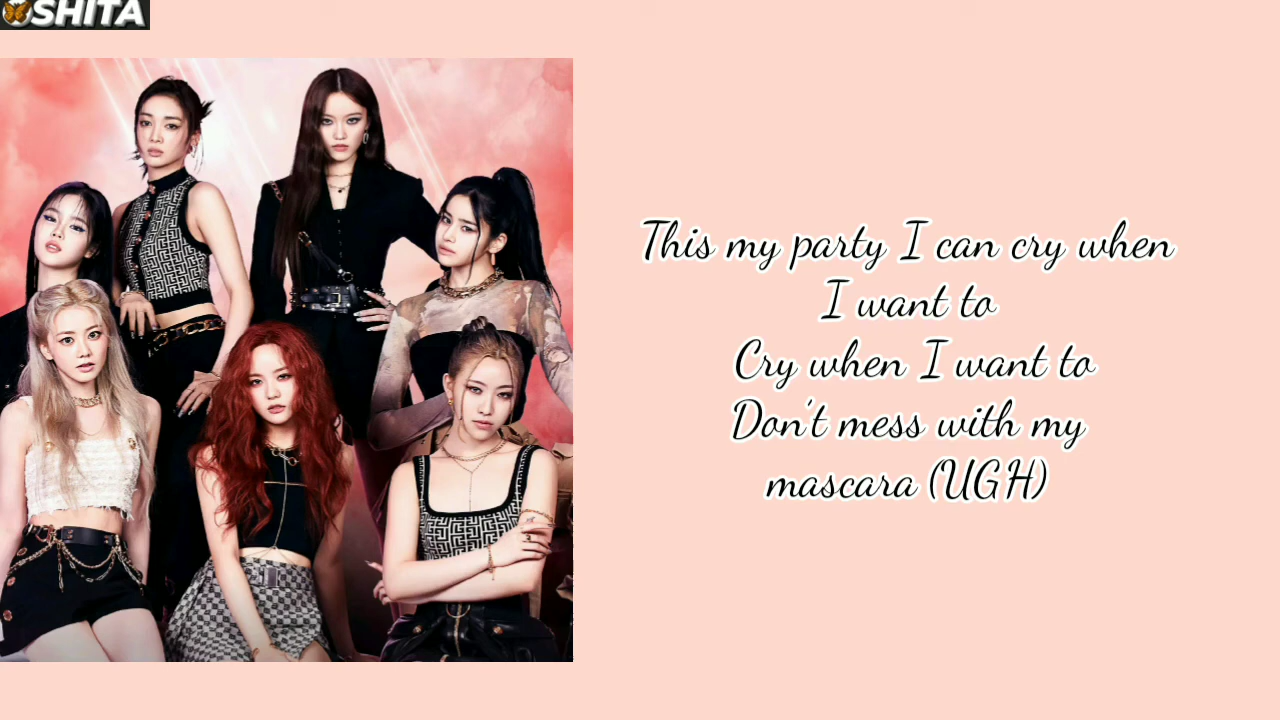 SHITA
This my party I can cry when
I want to
Cry when I want to
Don't mess with my
mascara (UGH)